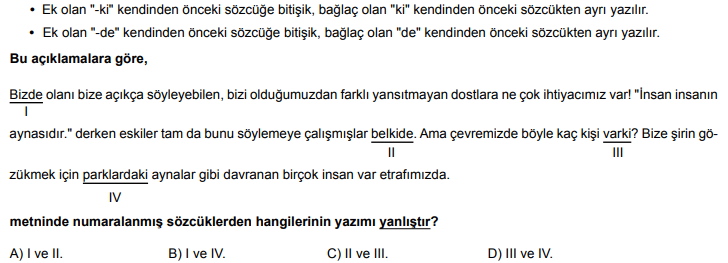 • Ek olan "-ki" kendinden önceki sözcüğe bitişik, bağlaç olan "ki" kendinden önceki sözcükten ayrı yazılır.
• Ek olan "-de" kendinden önceki sözcüğe bitişik, bağlaç olan "de" kendinden önceki sözcükten ayrı yazılır.
Bu açıklamalara göre,
Bizde olanı bize açıkça söyleyebilen, bizi olduğumuzdan farklı yansıtmayan dostlara ne çok ihtiyacımız var! "İnsan insanın
I
aynasıdır." derken eskiler tam da bunu söylemeye çalışmışlar belkide. Ama çevremizde böyle kaç kişi varki? Bize şirin gö-
II III
zükmek için parklardaki aynalar gibi davranan birçok insan var etrafımızda.
IV
metninde numaralanmış sözcüklerden hangilerinin yazımı yanlıştır?
A) I ve II. B) I ve IV. C) II ve III. D) III ve IV.